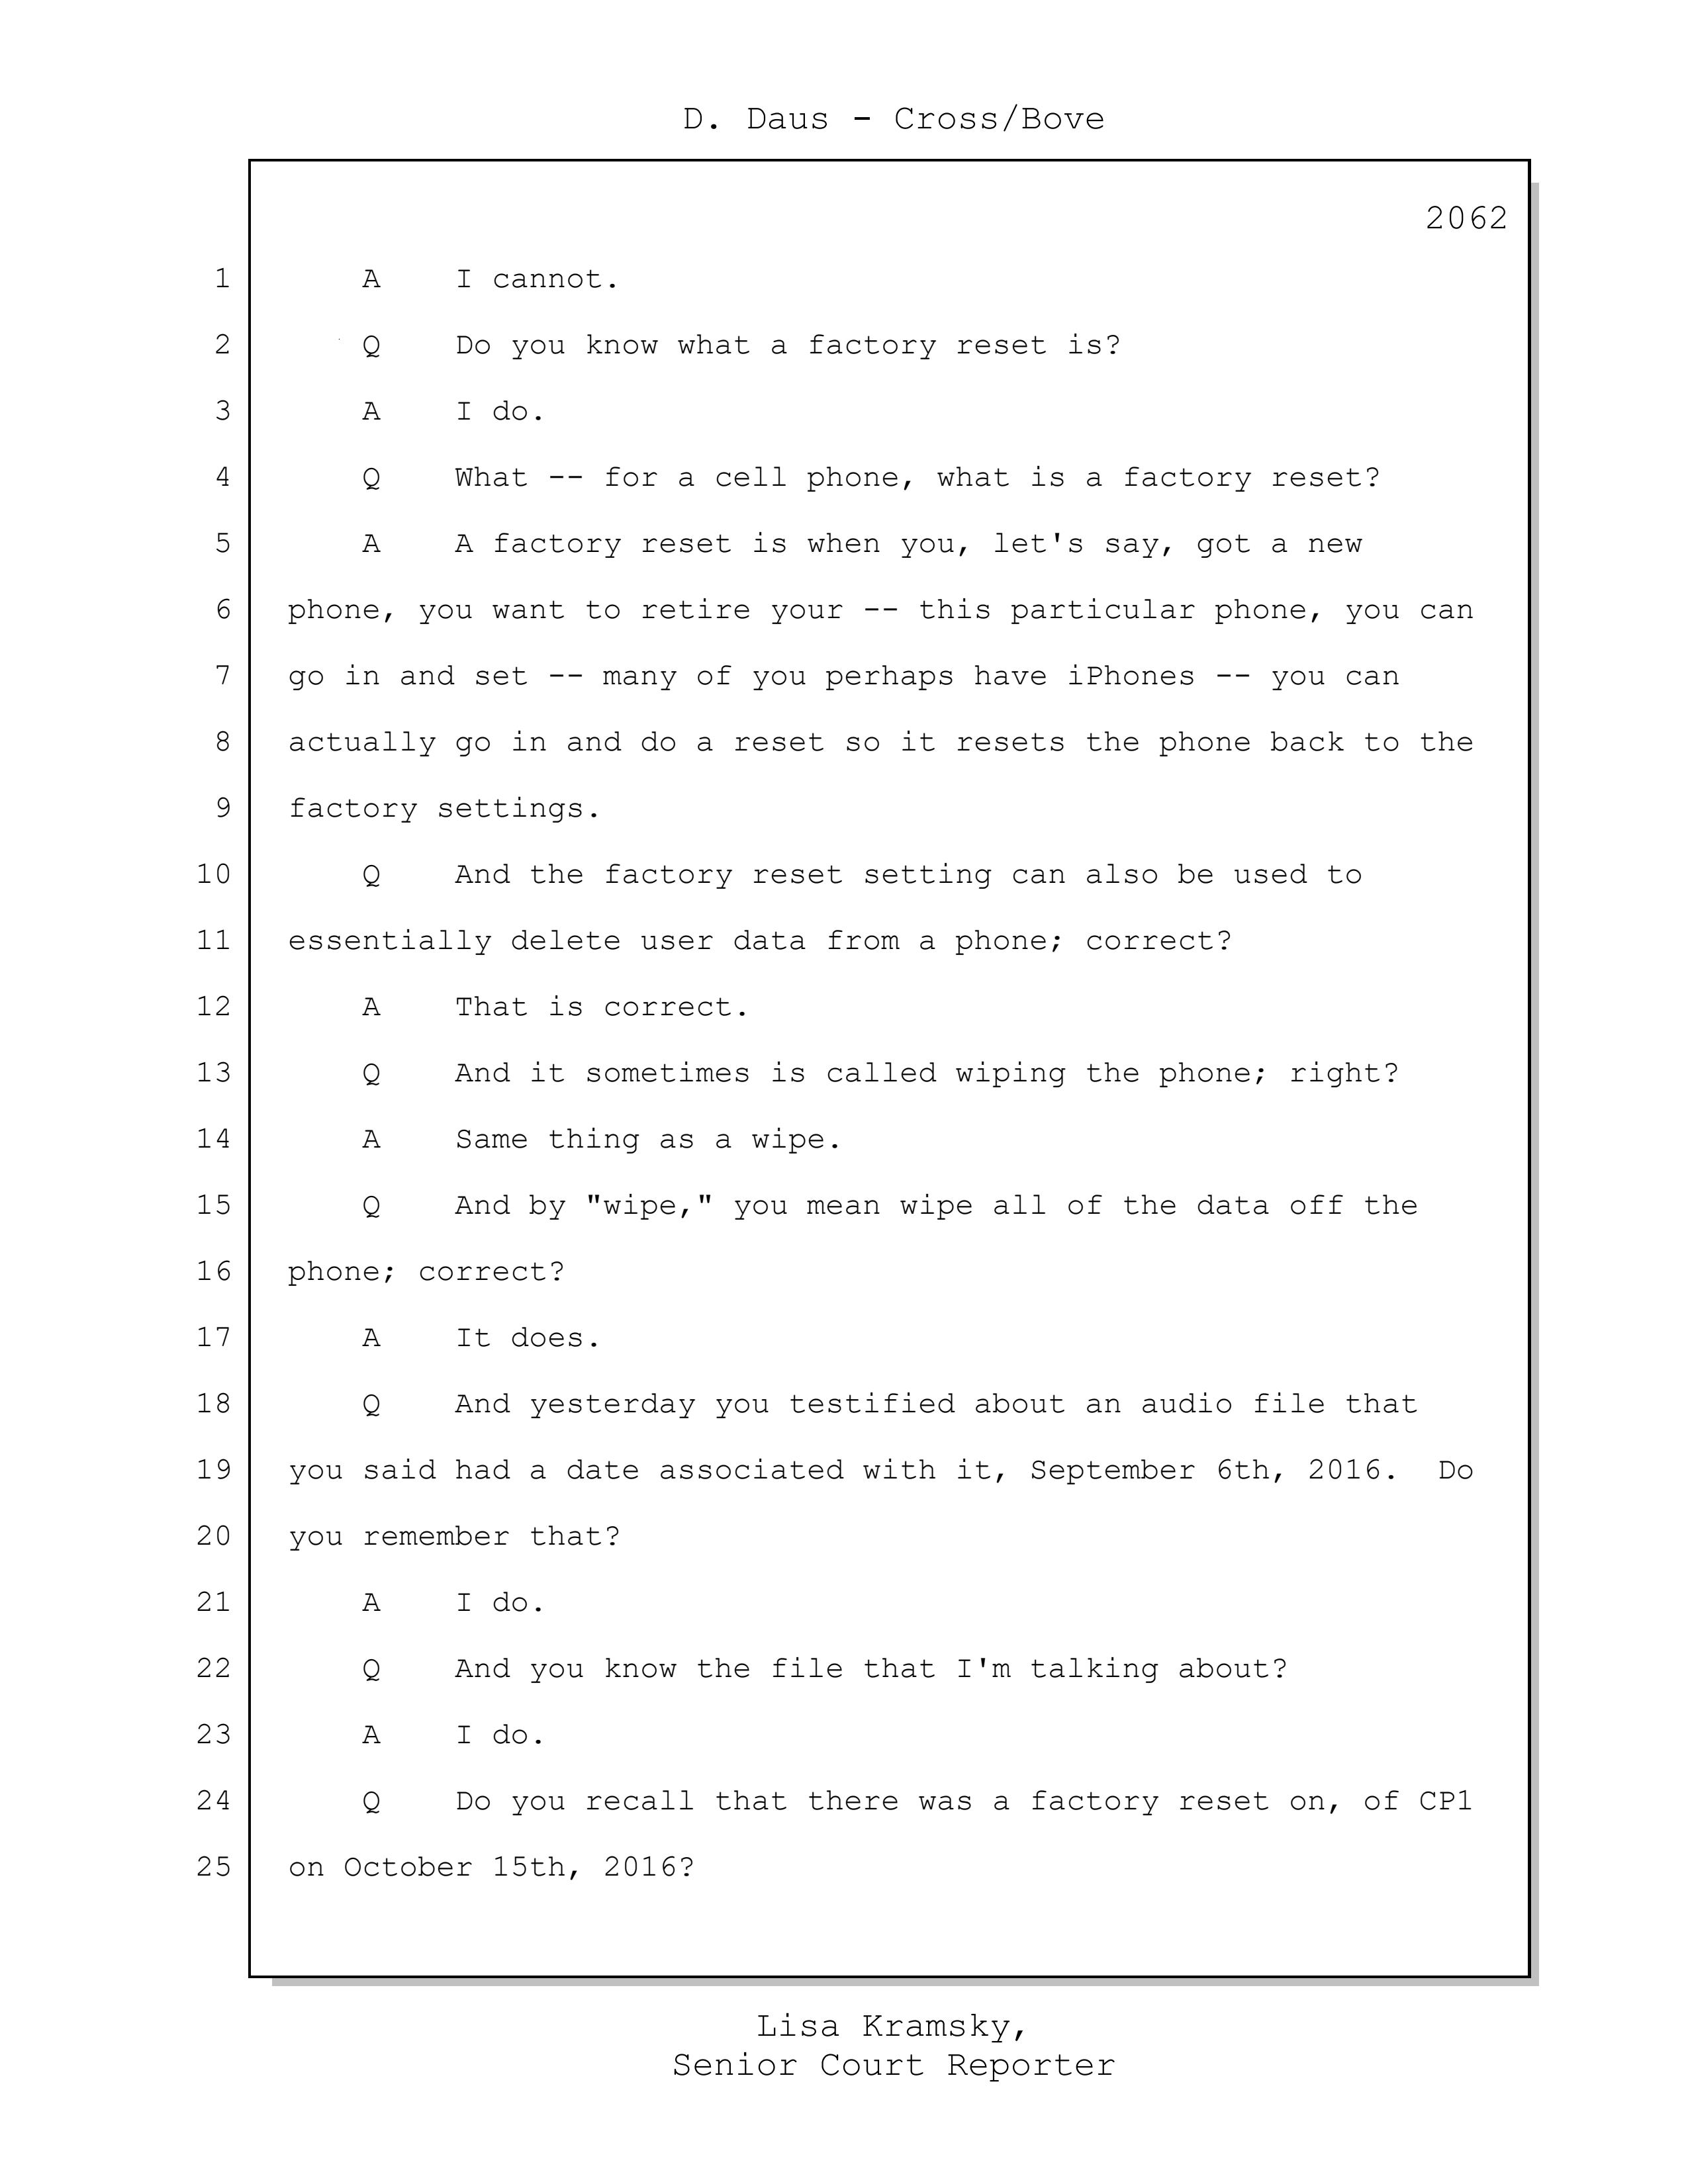 D. Daus - Cross/Bove
2062
1 A I cannot.
2 Q Do you know what a factory reset is?
3 A I do.
4 Q What -- for a cell phone, what is a factory reset?
5 A A factory reset is when you, let's say, got a new
6 phone, you want to retire your -- this particular phone, you can
7 go in and set -- many of you perhaps have iPhones -- you can
8 actually go in and do a reset so it resets the phone back to the
9 factory settings.
10 Q And the factory reset setting can also be used to
11 essentially delete user data from a phone; correct?
12 A That is correct.
13 Q And it sometimes is called wiping the phone; right?
14 A Same thing as a wipe.
15 Q And by "wipe," you mean wipe all of the data off the
16 phone; correct?
17 A It does.
18 Q And yesterday you testified about an audio file that
19 you said had a date associated with it, September 6th, 2016. Do
20 you remember that?
21 A I do.
22 Q And you know the file that I'm talking about?
23 A I do.
24 Q Do you recall that there was a factory reset on, of CP1
25 on October 15th, 2016?
Lisa Kramsky,
Senior Court Reporter